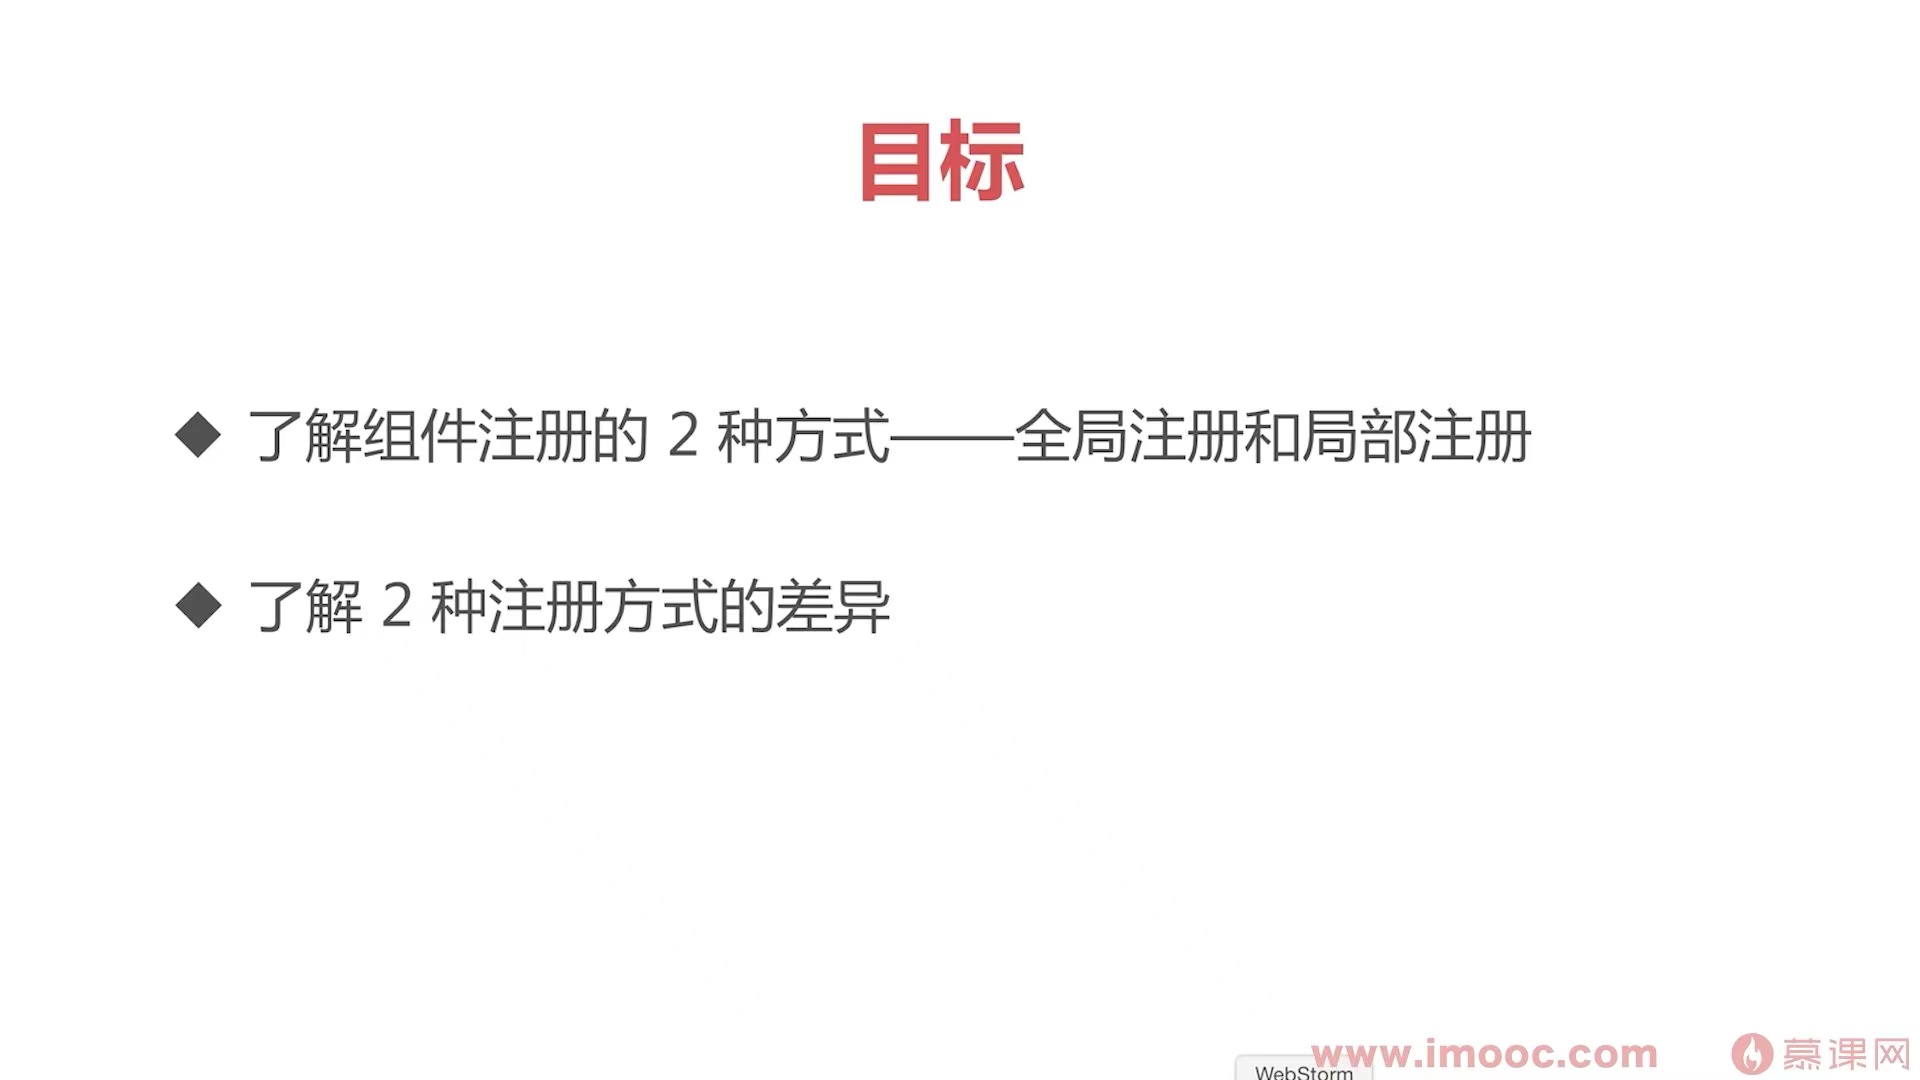 目标
◆ 了解组件注册的 2 种方式——全局注册和局部注册
◆ 了解 2 种注册方式的差异
WebStorm
www.imooc.com
慕课网